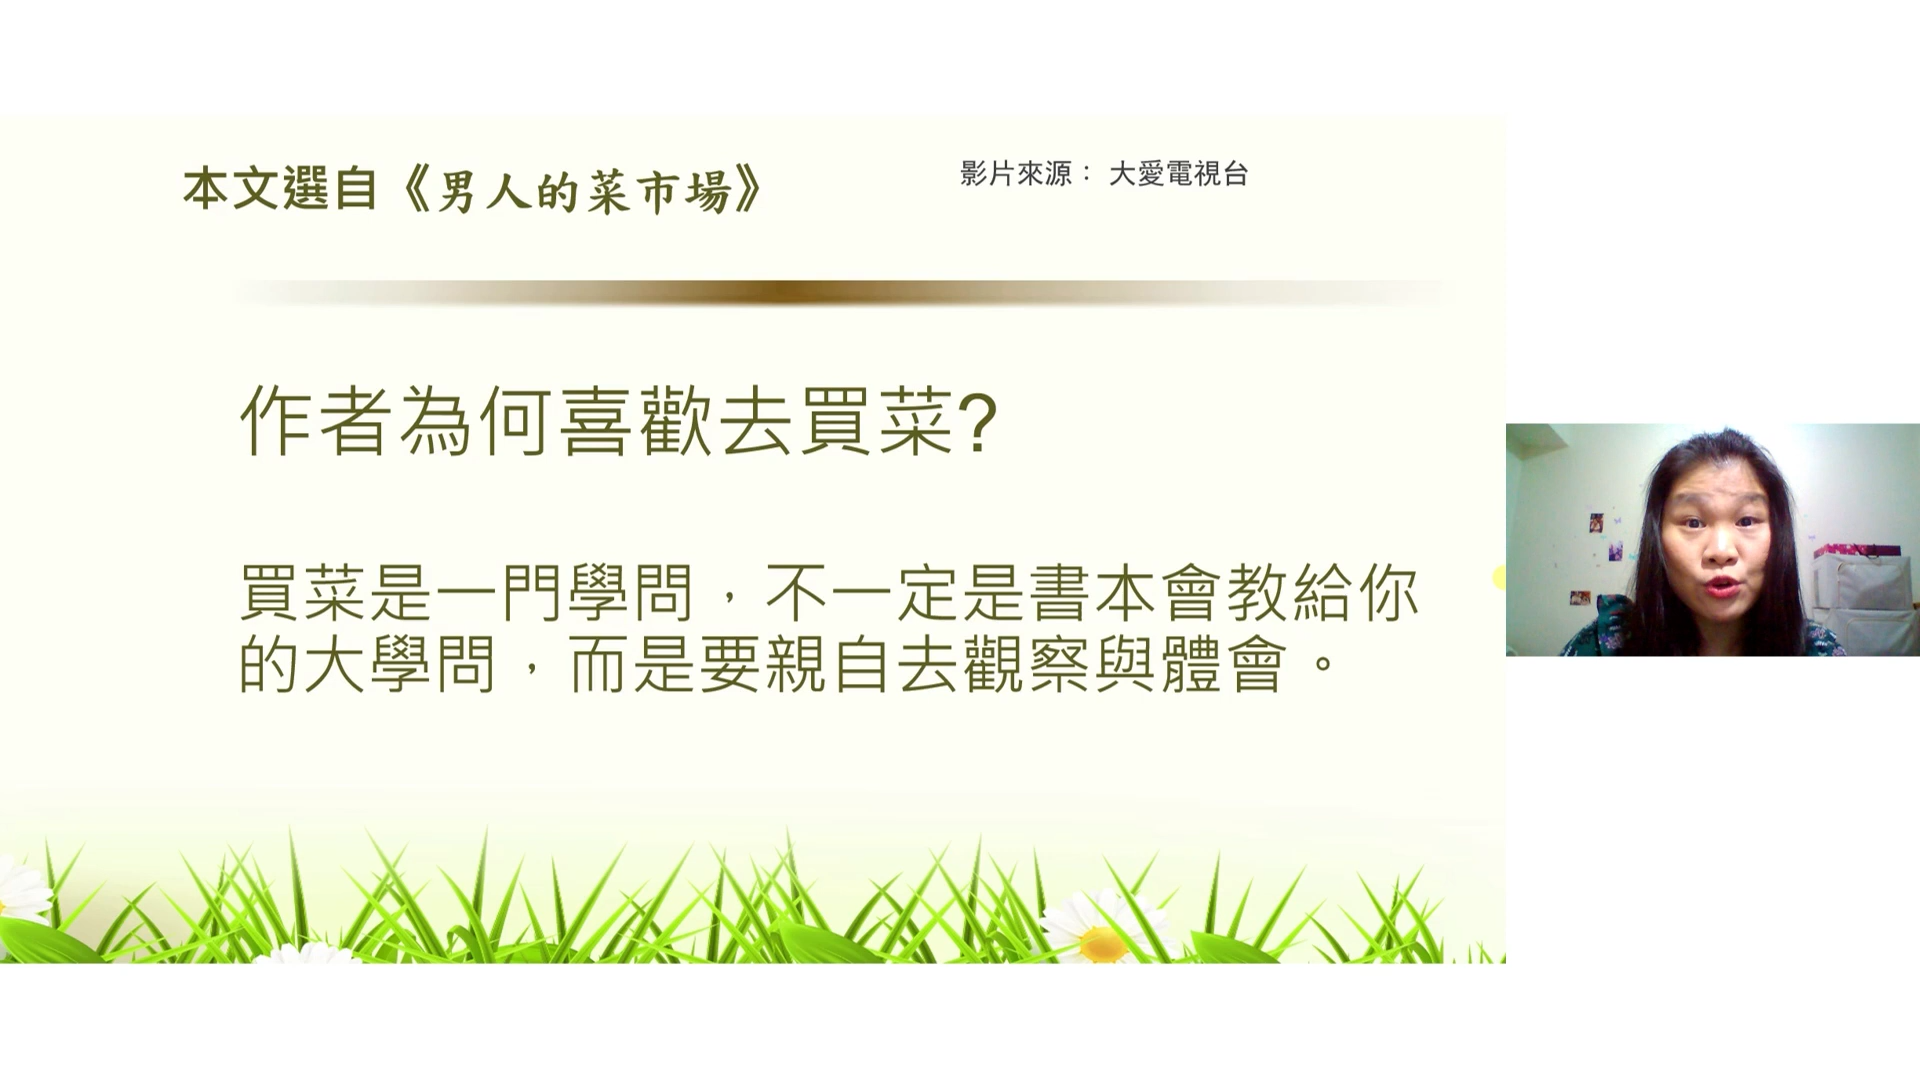 本文選自《男人的菜市場》
影片來源： 大愛電視台
作者為何喜歡去買菜?
買菜是一門學問，不一定是書本會教給你
的大學問，而是要親自去觀察與體會。